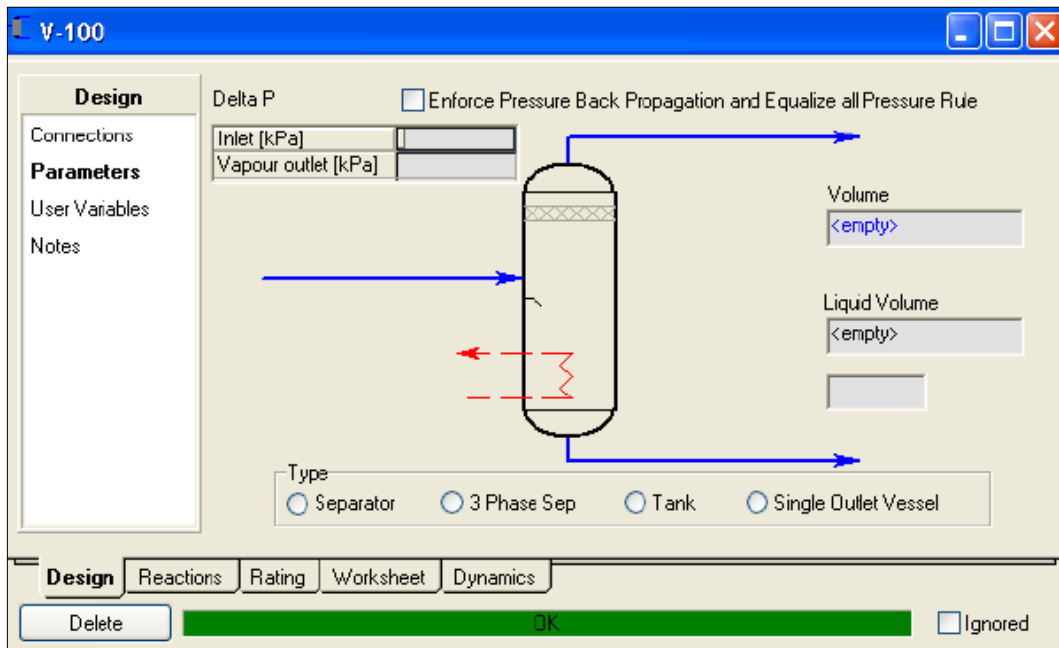 V-100
Design
Connections
Parameters
User Variables
Notes
Delta P
Enforce Pressure Back Propagation and Equalize all Pressure Rule
Inlet [kPa]
Vapour outlet [kPa]
Volume
<empty>
Liquid Volume
<empty>
Type
Separator 3 Phase Sep Tank Single Outlet Vessel
Design Reactions Rating Worksheet Dynamics
Delete OK Ignored